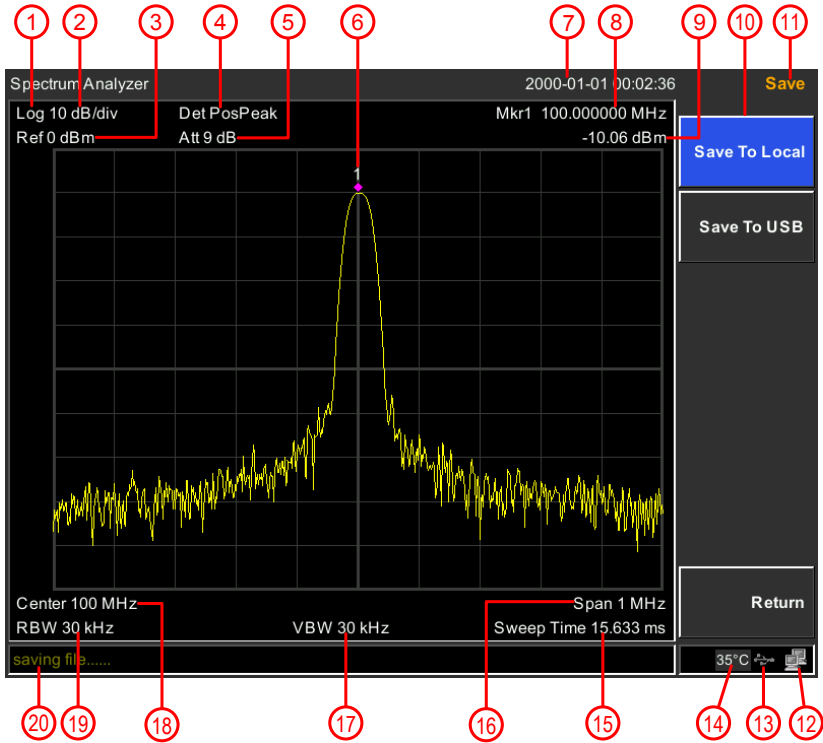 1 2 3 4 5 6 7 8 9 10 11
Spectrum Analyzer 2000-01-01 00:02:36 Save
Log 10 dB/div Det PosPeak Mkr1 100.000000 MHz
Ref 0 dBm Att 9 dB -10.06 dBm
Save To Local
1
Save To USB
Center 100 MHz Span 1 MHz Return
RBW 30 kHz VBW 30 kHz Sweep Time 15.633 ms
saving file...... 35°C
20 19 18 17 16 15 14 13 12